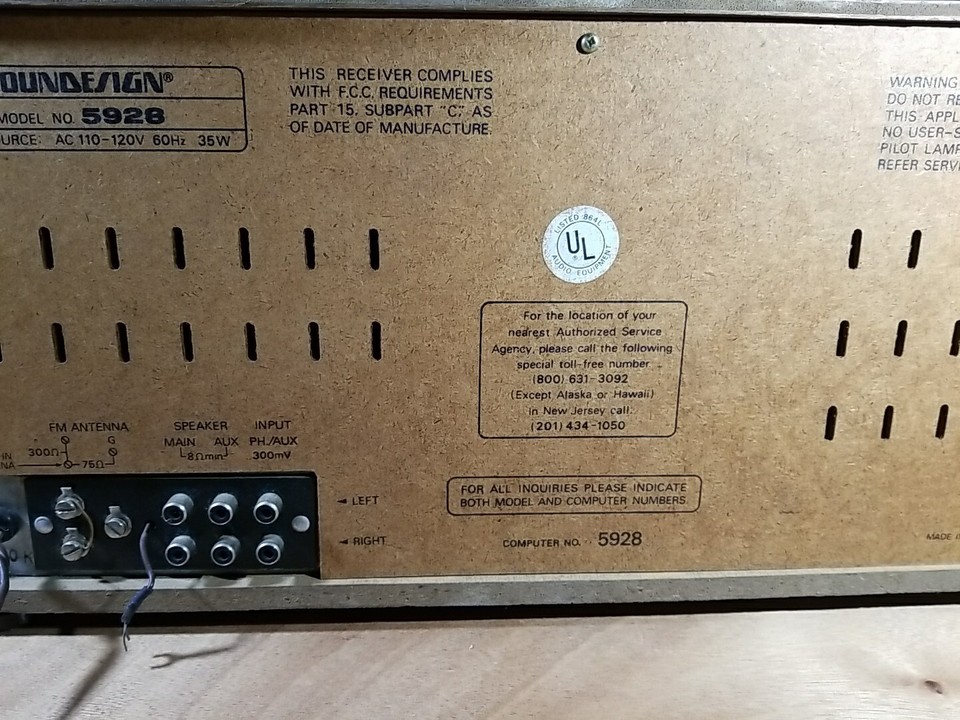 OUNDESIGN®
MODEL NO. 5928
URCE: AC 110-120V 60Hz 35W
THIS RECEIVER COMPLIES
WITH F.C.C. REQUIREMENTS
PART 15, SUBPART "C," AS
OF DATE OF MANUFACTURE.
WARNING
DO NOT RE
THIS APPL
NO USER-S
PILOT LAMP
REFER SERV
LISTED 864L
UL
®
AUDIO EQUIPMENT
For the location of your
nearest Authorized Service
Agency, please call the following
special toll-free number
(800) 631-3092
(Except Alaska or Hawaii)
in New Jersey call:
(201) 434-1050
FM ANTENNA
300Ω
G
75Ω
IN
NA
SPEAKER
MAIN AUX
8Ωmin
INPUT
PH./AUX
300mV
LEFT
RIGHT
FOR ALL INQUIRIES PLEASE INDICATE
BOTH MODEL AND COMPUTER NUMBERS.
COMPUTER NO. 5928
MADE I